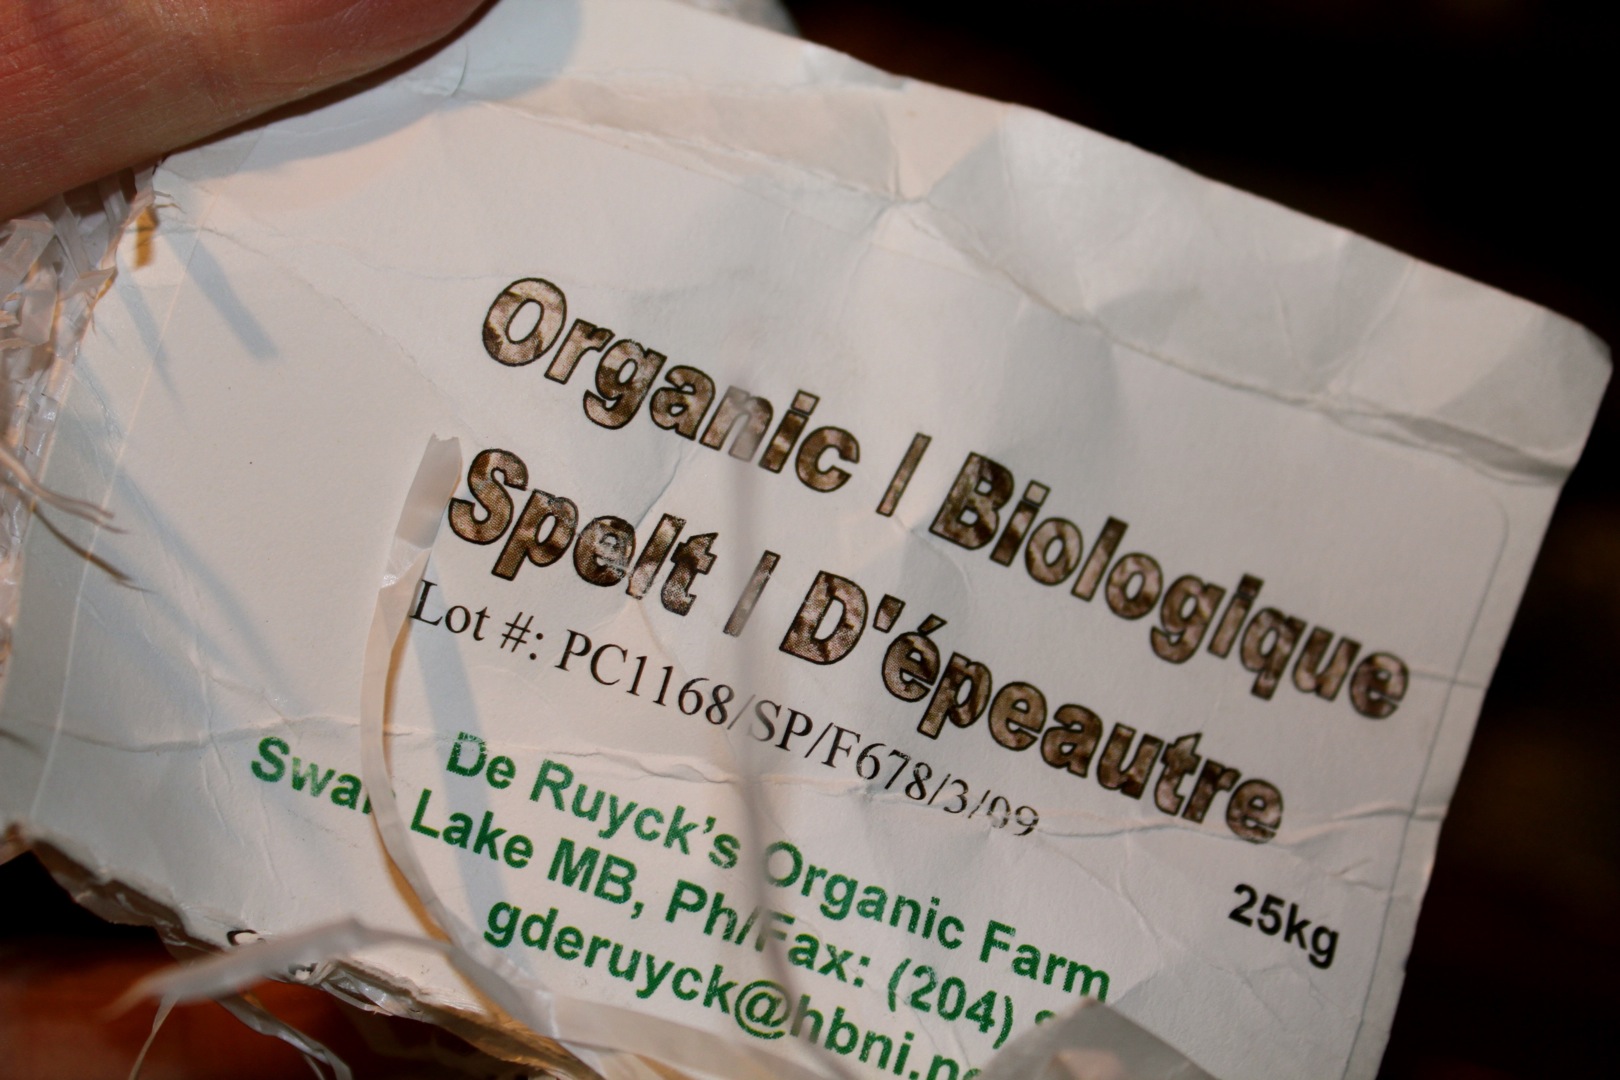 Organic / Biologique
Spelt / D'épeautre
Lot #: PC1168/SP/F678/3/09
25kg
De Ruyck's Organic Farm
Swan Lake MB, Ph/Fax: (204)
gderuyck@hbni.n